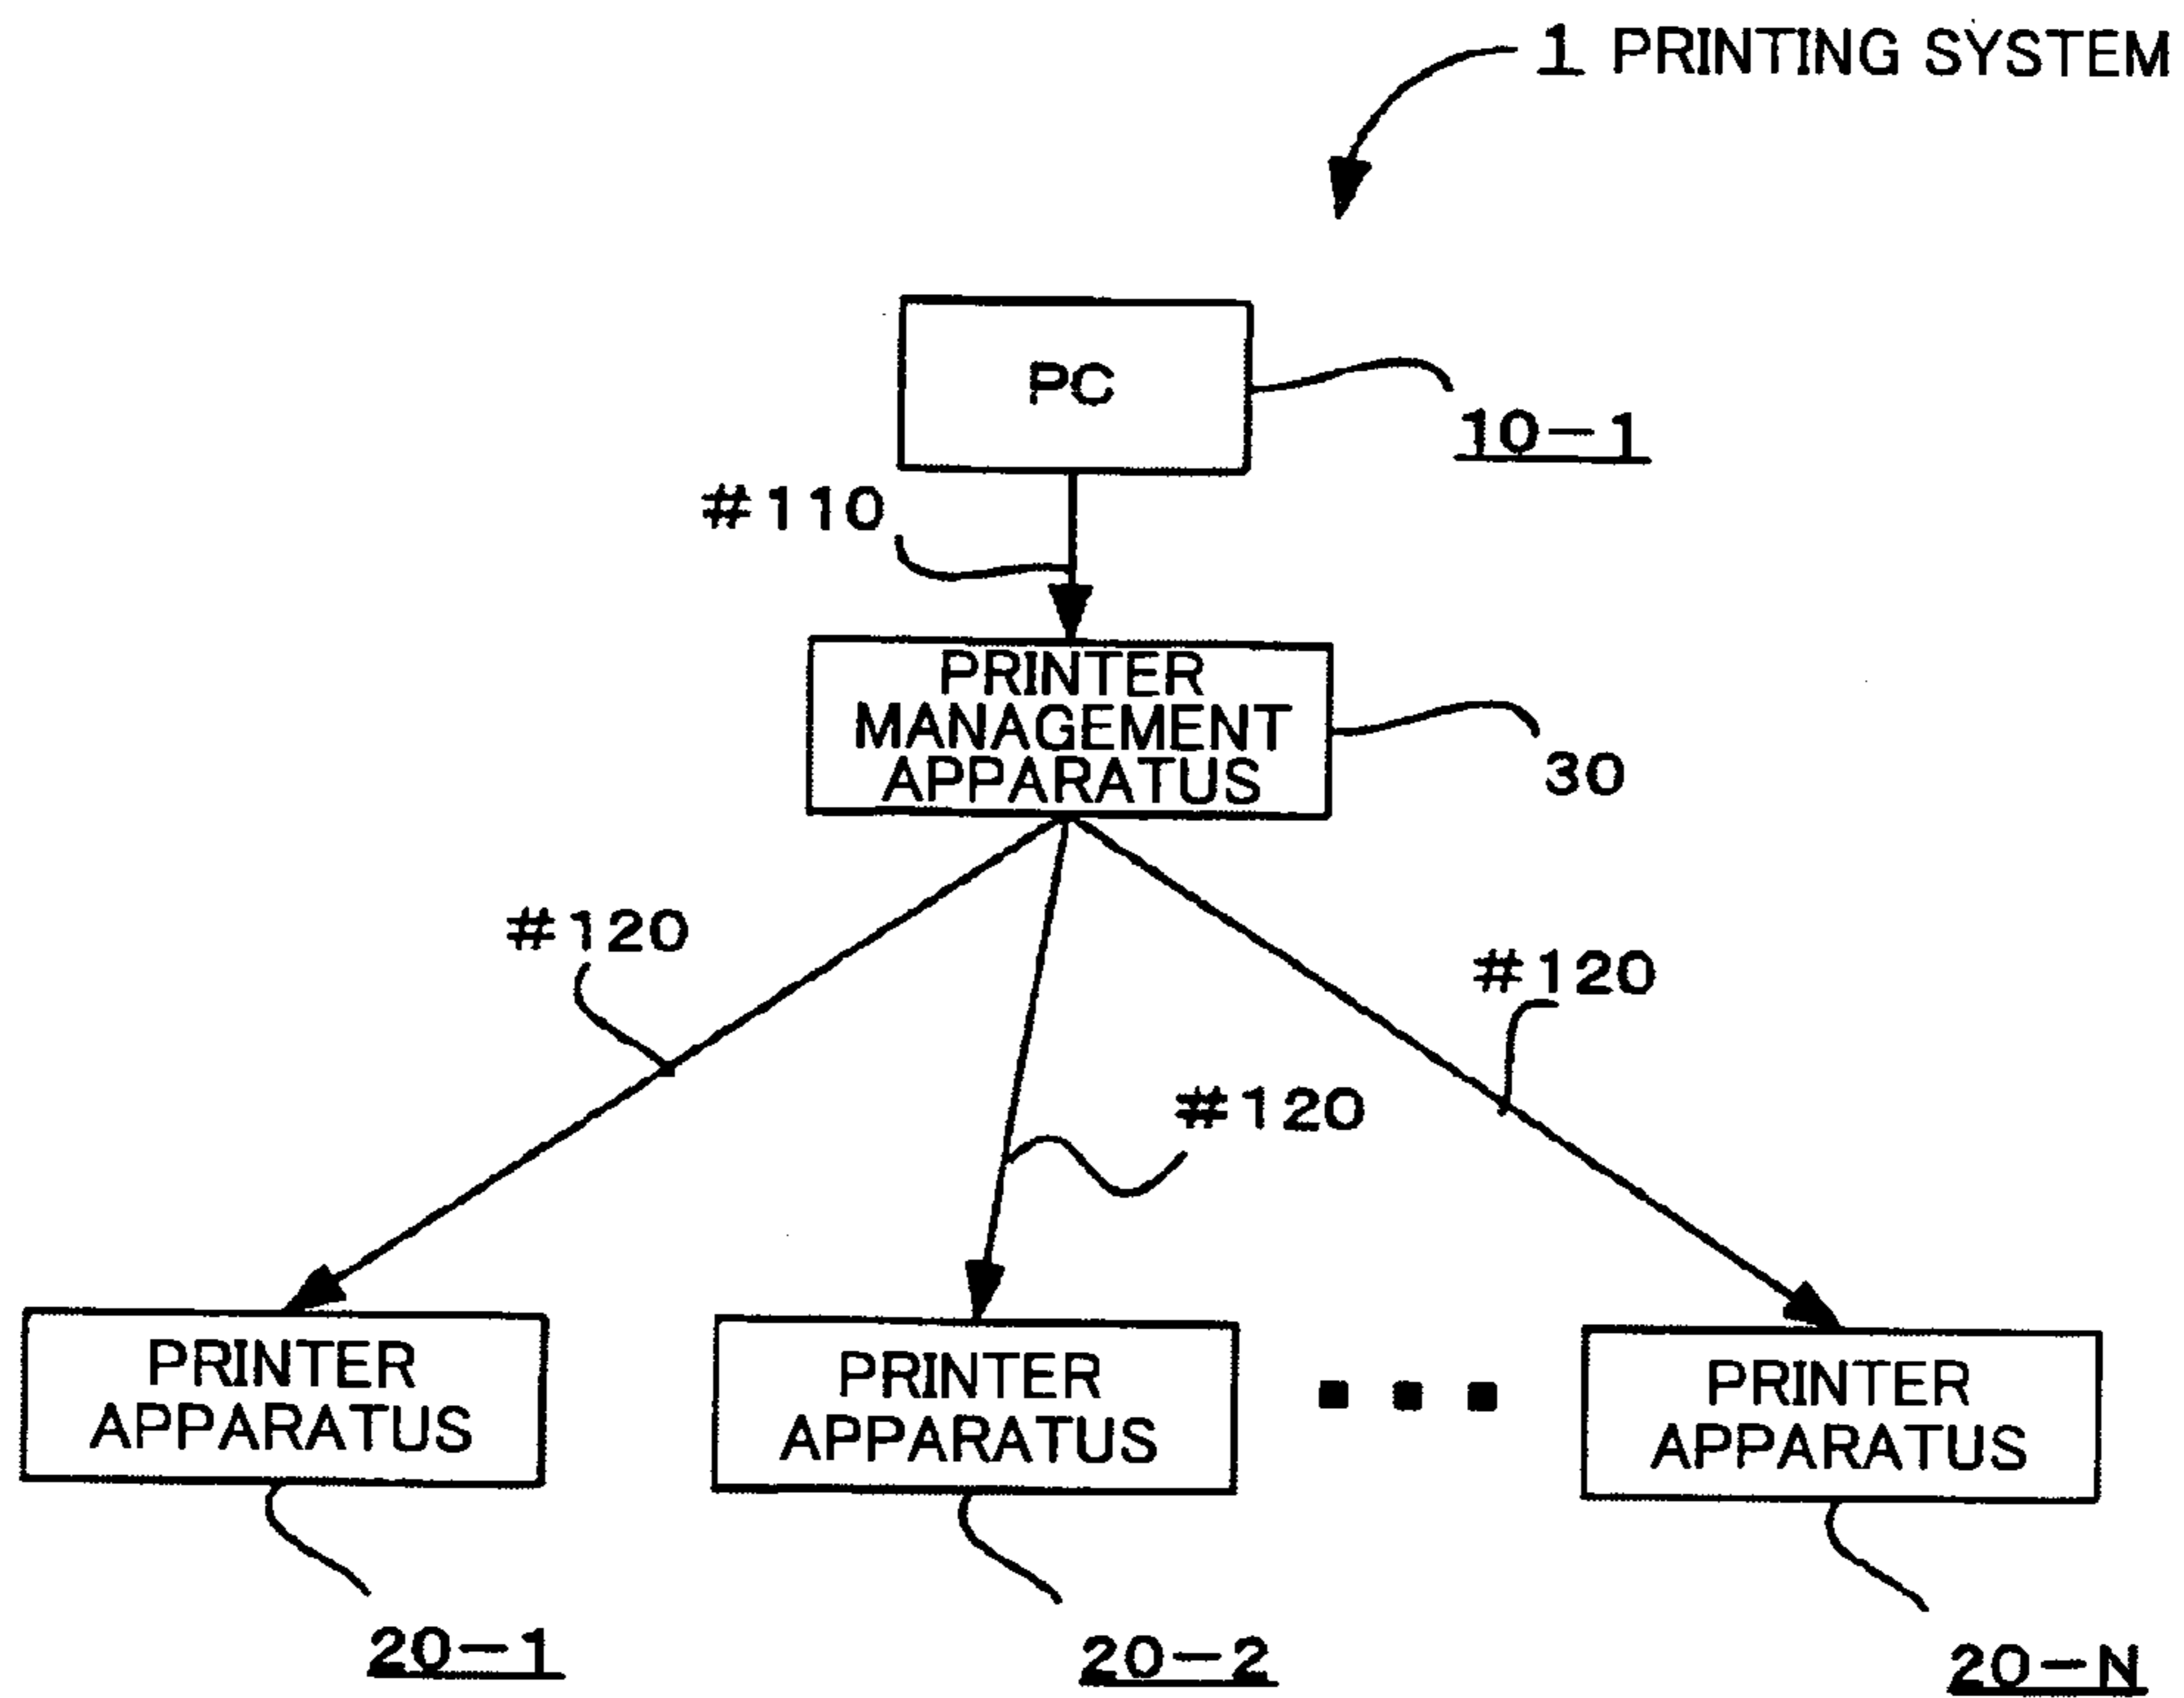 1 PRINTING SYSTEM
PC
10-1
#110
PRINTER
MANAGEMENT
APPARATUS
30
#120
#120
#120
PRINTER
APPARATUS
PRINTER
APPARATUS
PRINTER
APPARATUS
20-1
20-2
20-N